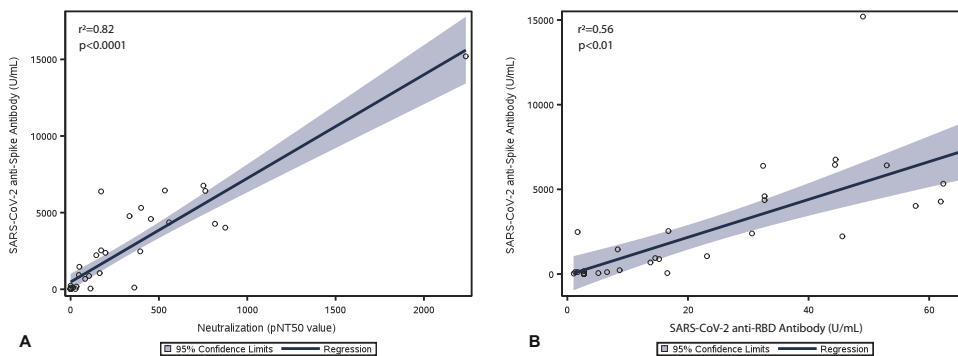 A
r²=0.82
p<0.0001
SARS-CoV-2 anti-Spike Antibody (U/mL)
15000
10000
5000
0
0
500
1000
1500
2000
Neutralization (pNT50 value)
95% Confidence Limits
Regression
A
B
r²=0.56
p<0.01
SARS-CoV-2 anti-Spike Antibody (U/mL)
15000
10000
5000
0
0
20
40
60
SARS-CoV-2 anti-RBD Antibody (U/mL)
95% Confidence Limits
Regression
B